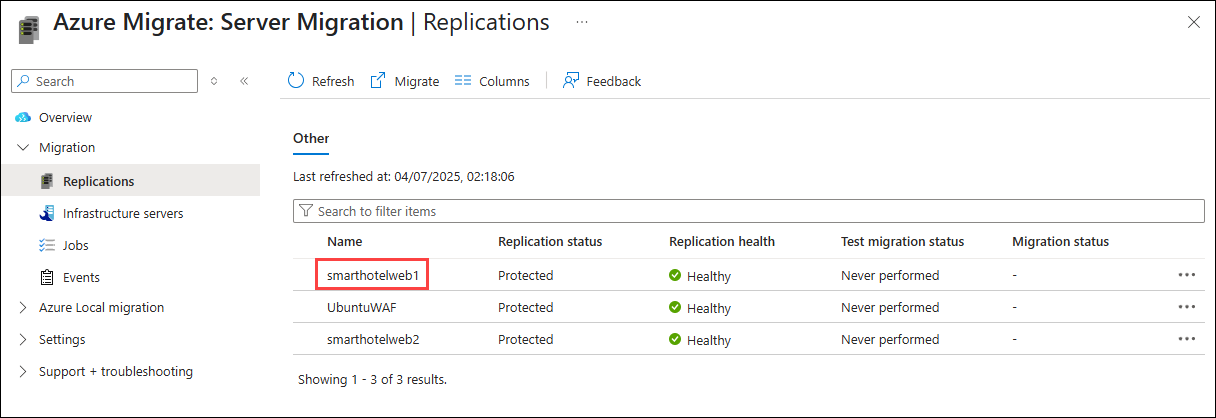 Azure Migrate: Server Migration | Replications ...
Search
Refresh Migrate Columns Feedback
Overview
Migration
Replications
Infrastructure servers
Jobs
Events
Azure Local migration
Settings
Support + troubleshooting
Other
Last refreshed at: 04/07/2025, 02:18:06
Search to filter items
Name Replication status Replication health Test migration status Migration status
smarthotelweb1 Protected Healthy Never performed - ...
UbuntuWAF Protected Healthy Never performed - ...
smarthotelweb2 Protected Healthy Never performed - ...
Showing 1 - 3 of 3 results.